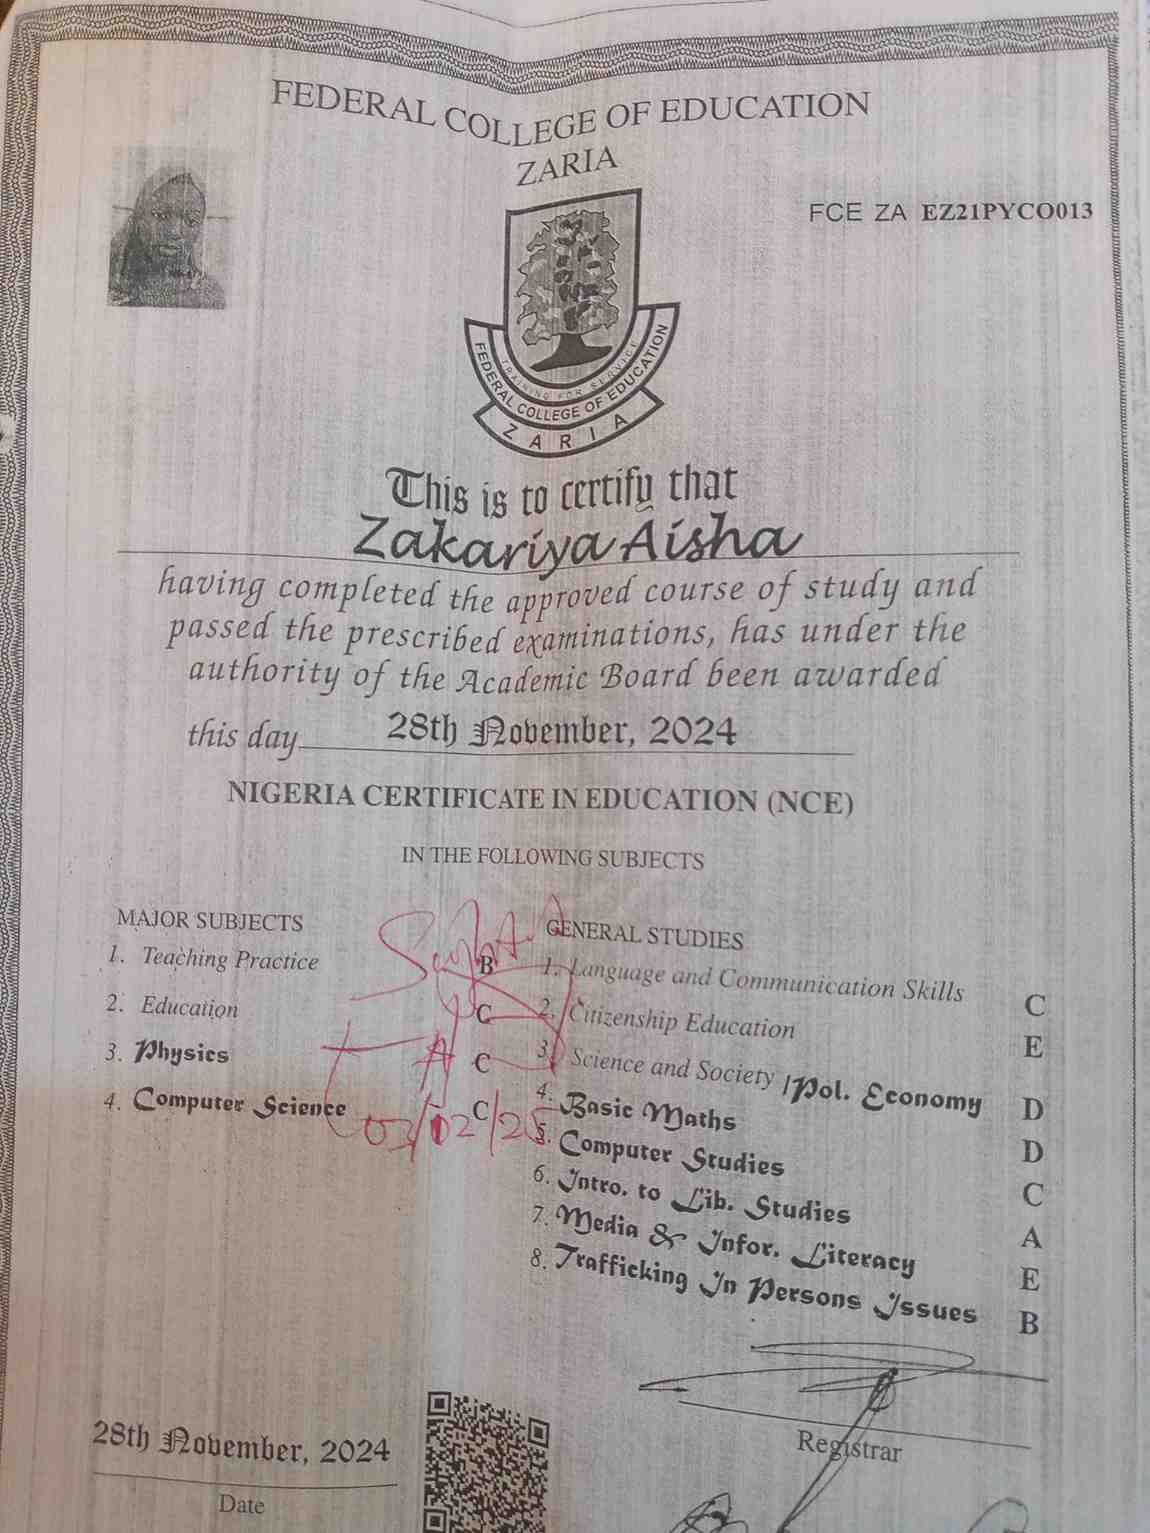 FEDERAL COLLEGE OF EDUCATION
ZARIA
FCE ZA EZ21PYCO013
TRAINING FOR SERVICE
FEDERAL COLLEGE OF EDUCATION
ZARIA
This is to certify that
Zakariya Aisha
having completed the approved course of study and
passed the prescribed examinations, has under the
authority of the Academic Board been awarded
this day 28th November, 2024
NIGERIA CERTIFICATE IN EDUCATION (NCE)
IN THE FOLLOWING SUBJECTS
MAJOR SUBJECTS
1. Teaching Practice B
2. Education C
3. Physics C
4. Computer Science C
03/02/25
GENERAL STUDIES
1. Language and Communication Skills C
2. Citizenship Education E
3. Science and Society /Pol. Economy D
4. Basic Maths D
5. Computer Studies C
6. Intro. to Lib. Studies A
7. Media & Infor. Literacy E
8. Trafficking In Persons Issues B
Registrar
28th November, 2024
Date